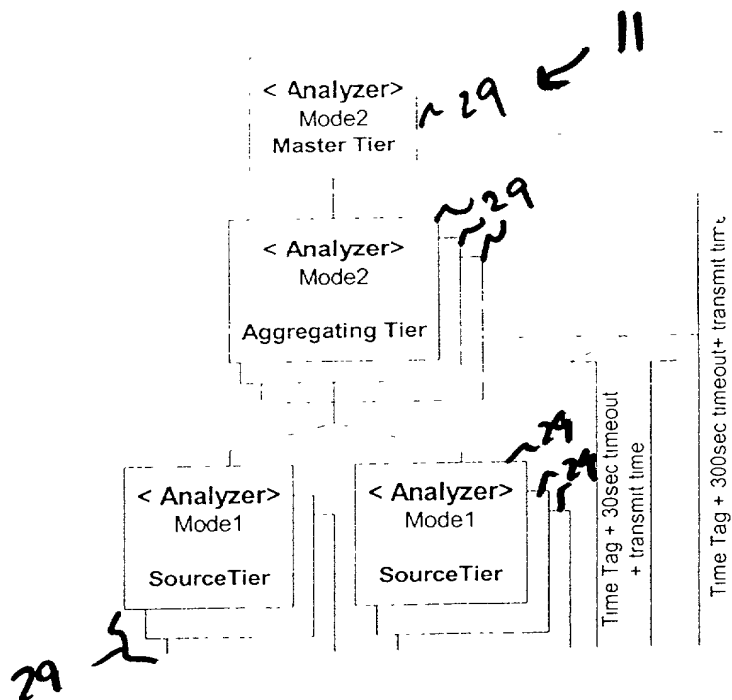 11
< Analyzer>
Mode2
Master Tier
29
29
< Analyzer>
Mode2
Aggregating Tier
29
29
< Analyzer>
Mode1
SourceTier
< Analyzer>
Mode1
SourceTier
29
Time Tag + 30sec timeout
+ transmit time
Time Tag + 300sec timeout+ transmit time